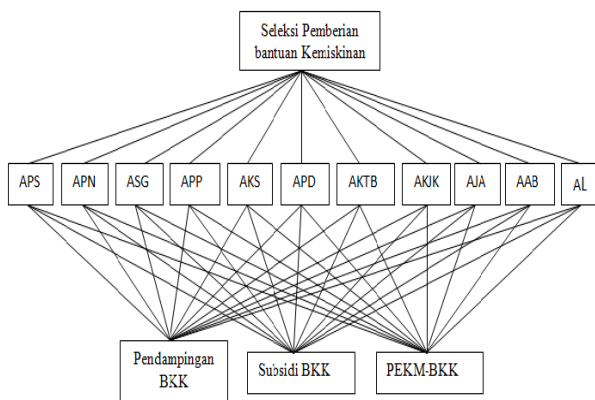 Seleksi Pemberian
bantuan Kemiskinan
APS APN ASG APP AKS APD AKTB AKJK AJA AAB AL
Pendampingan
BKK
Subsidi BKK
PEKM-BKK